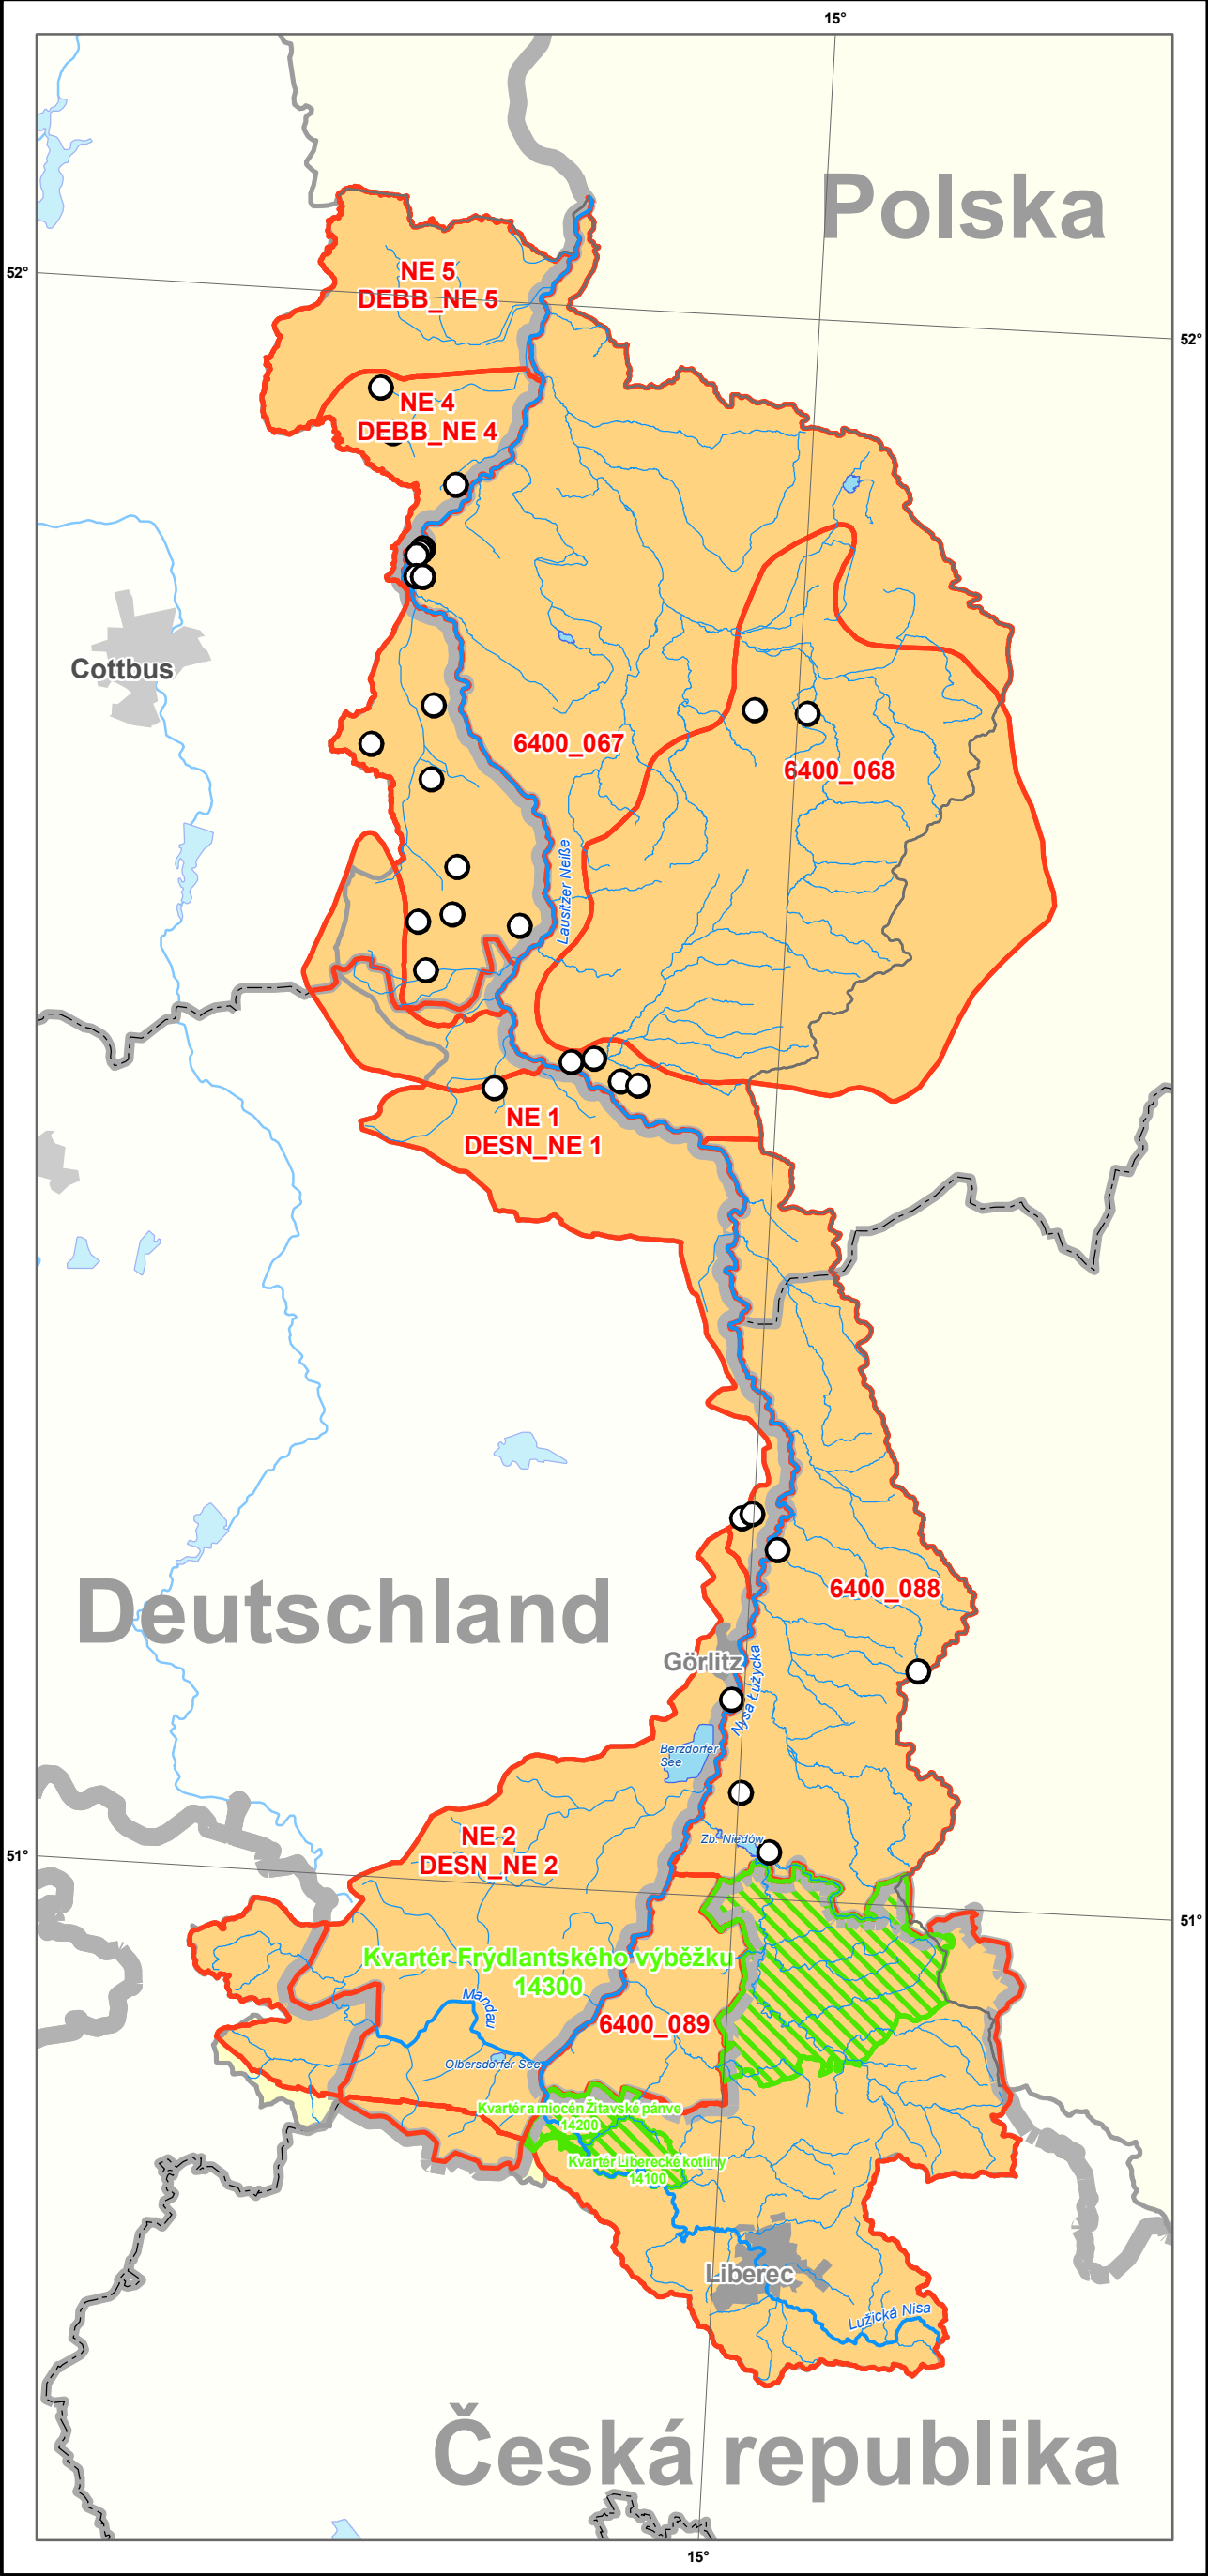 15°
Polska
52°
NE 5
DEBB_NE 5
52°
NE 4
DEBB_NE 4
Cottbus
6400_067
6400_068
Lausitzer Neiße
NE 1
DESN_NE 1
Deutschland
6400_088
Görlitz
Nysa Łużycka
Berzdorfer
See
NE 2
DESN_NE 2
Zb. Niedów
51°
51°
Kvartér Frýdlantského výběžku
14300
Mandau
6400_089
Olbersdorfer See
Kvartér a miocén Žitavské pánve
14200
Kvartér Liberecké kotliny
14100
Liberec
Lužická Nisa
Česká republika
15°